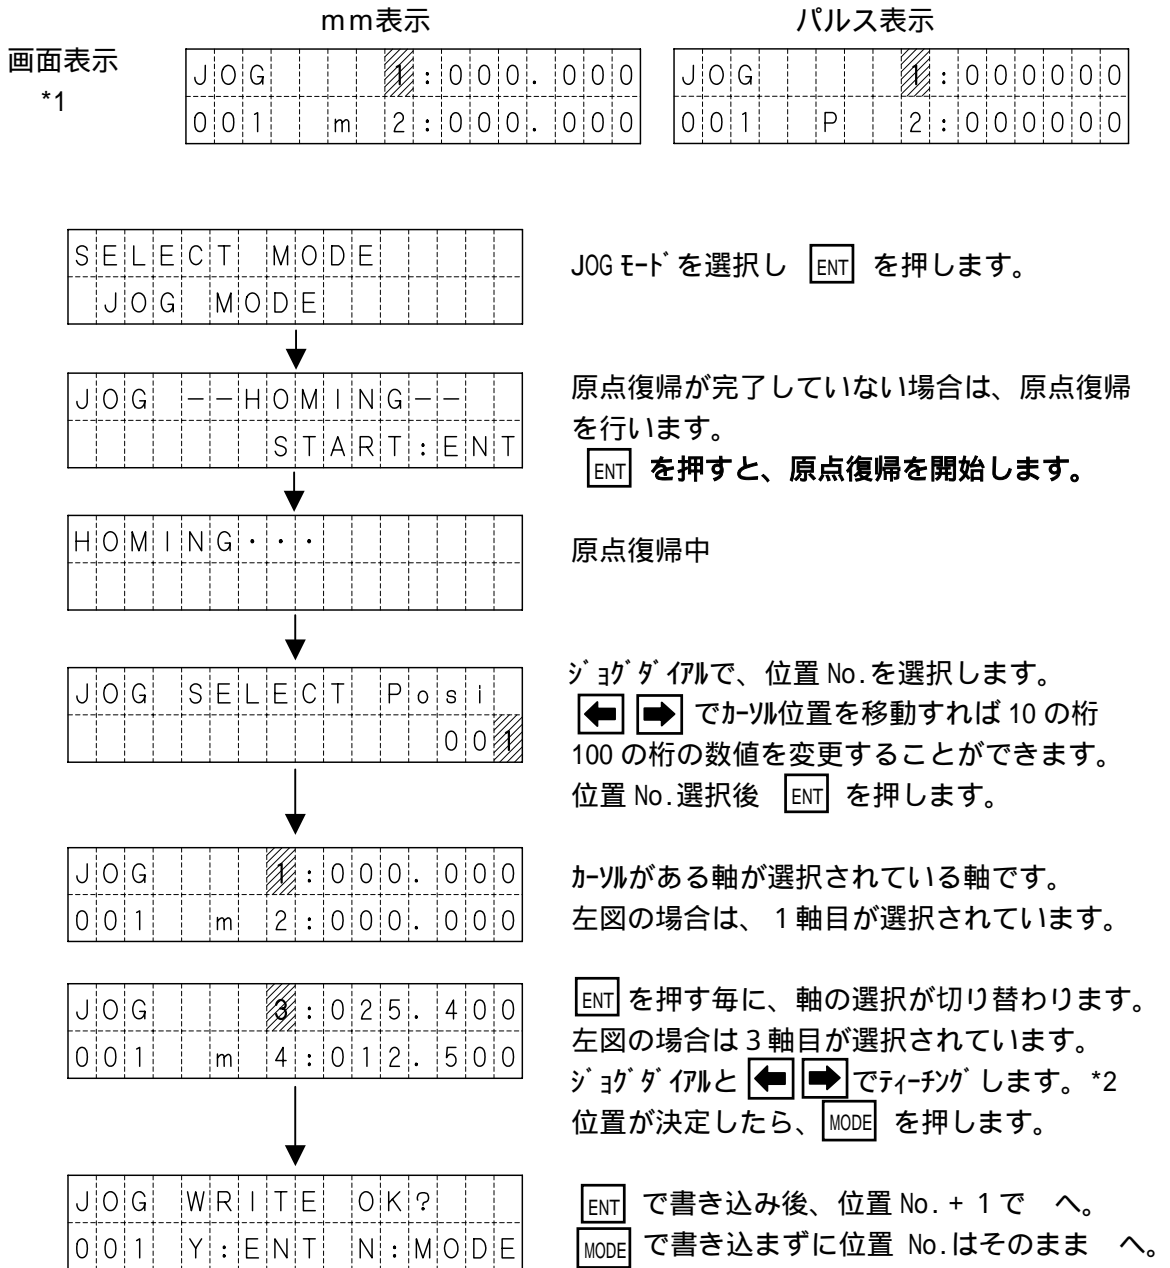 mm表示 パルス表示
画面表示
*1
JOG 1:000.000
001 m 2:000.000
JOG 1:000000
001 P 2:000000
SELECT MODE
JOG MODE
JOGモードを選択し ENT を押します。
JOG --HOMING--
START:ENT
原点復帰が完了していない場合は、原点復帰
を行います。
ENT を押すと、原点復帰を開始します。
HOMING・・・
原点復帰中
JOG SELECT Posi
001
ジョグダイアルで、位置 No.を選択します。
← → でカーソル位置を移動すれば 10 の桁
100 の桁の数値を変更することができます。
位置 No.選択後 ENT を押します。
JOG 1:000.000
001 m 2:000.000
カーソルがある軸が選択されている軸です。
左図の場合は、1軸目が選択されています。
JOG 3:025.400
001 m 4:012.500
ENT を押す毎に、軸の選択が切り替わります。
左図の場合は3軸目が選択されています。
ジョグダイアルと ← → でティーチングします。*2
位置が決定したら、MODE を押します。
JOG WRITE OK?
001 Y:ENT N:MODE
ENT で書き込み後、位置 No.+1で へ。
MODE で書き込まずに位置 No.はそのまま へ。